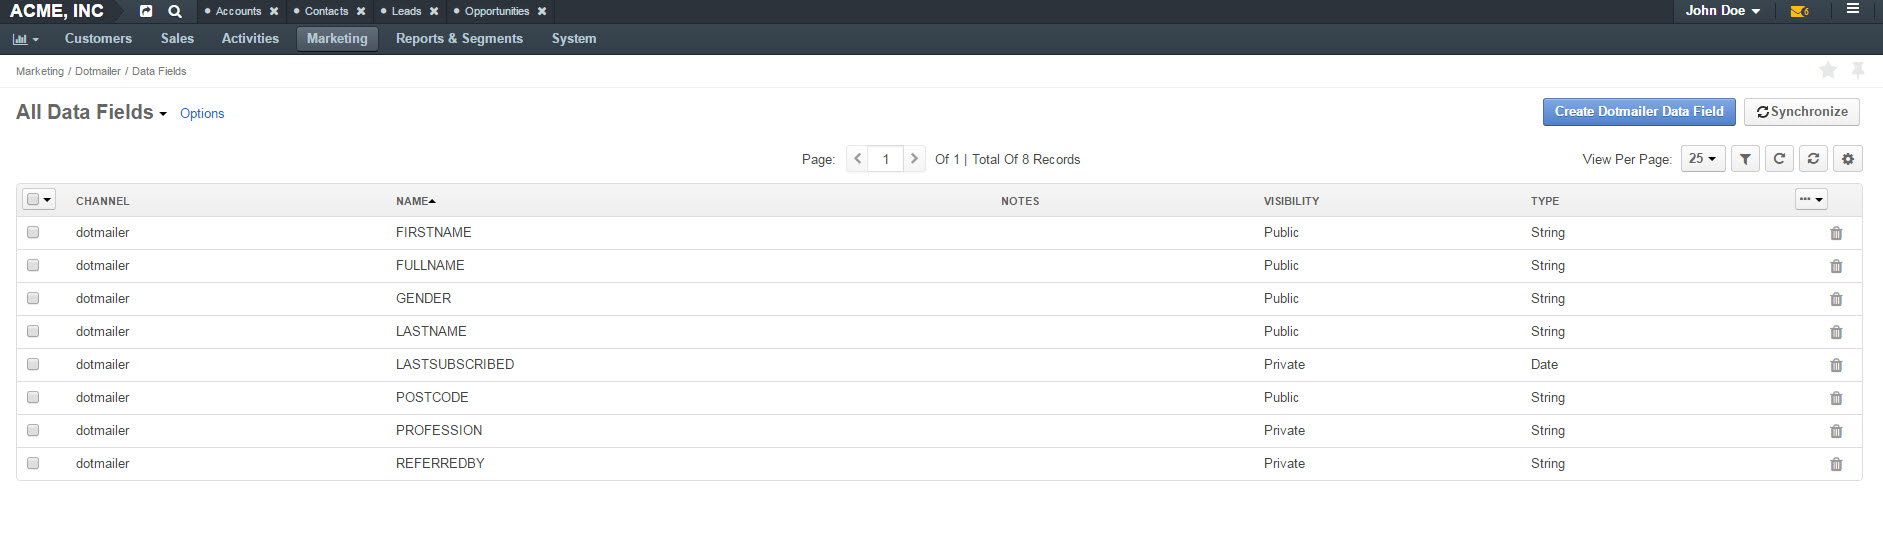 ACME, INC Accounts Contacts Leads Opportunities John Doe 6
Customers Sales Activities Marketing Reports & Segments System
Marketing / Dotmailer / Data Fields
All Data Fields Options Create Dotmailer Data Field Synchronize
Page: 1 Of 1 | Total Of 8 Records View Per Page: 25
CHANNEL NAME NOTES VISIBILITY TYPE
dotmailer FIRSTNAME Public String
dotmailer FULLNAME Public String
dotmailer GENDER Public String
dotmailer LASTNAME Public String
dotmailer LASTSUBSCRIBED Private Date
dotmailer POSTCODE Public String
dotmailer PROFESSION Private String
dotmailer REFERREDBY Private String